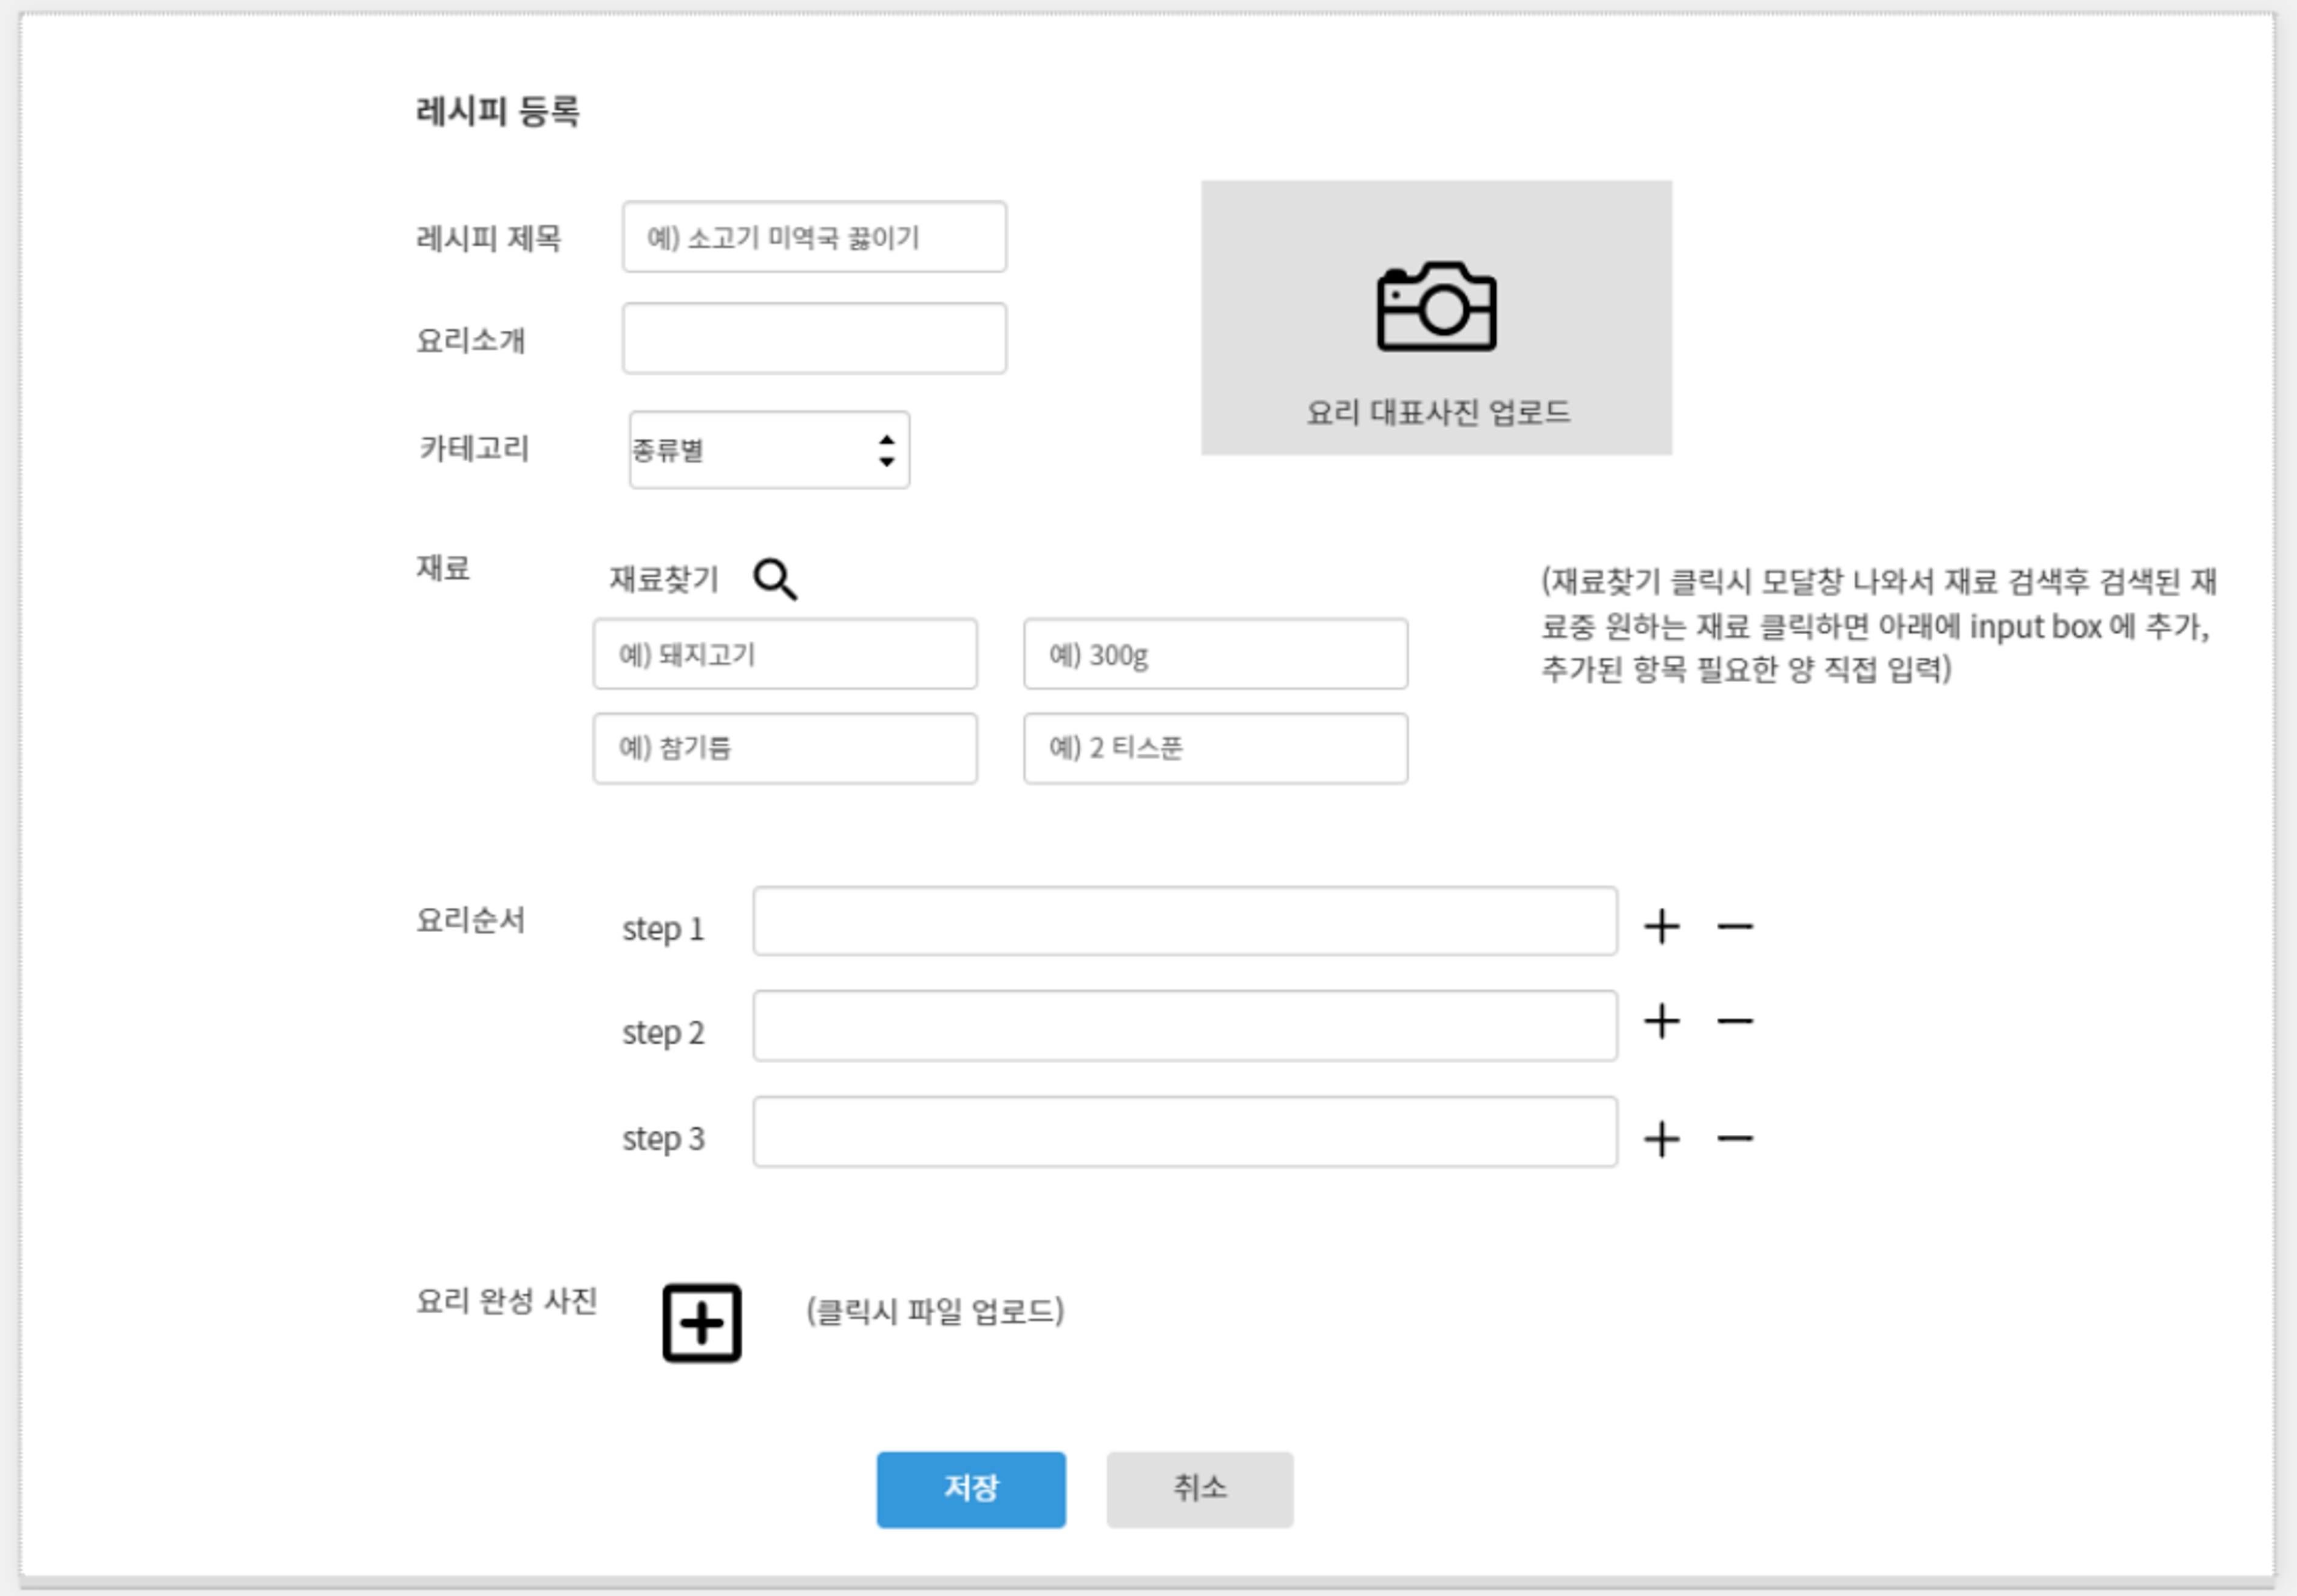 레시피 등록
레시피 제목
예) 소고기 미역국 끓이기
요리소개
카테고리
종류별
요리 대표사진 업로드
재료
재료찾기
(재료찾기 클릭시 모달창 나와서 재료 검색후 검색된 재
료중 원하는 재료 클릭하면 아래에 input box 에 추가,
추가된 항목 필요한 양 직접 입력)
예) 돼지고기
예) 300g
예) 참기름
예) 2 티스푼
요리순서
step 1
step 2
step 3
요리 완성 사진
(클릭시 파일 업로드)
저장
취소